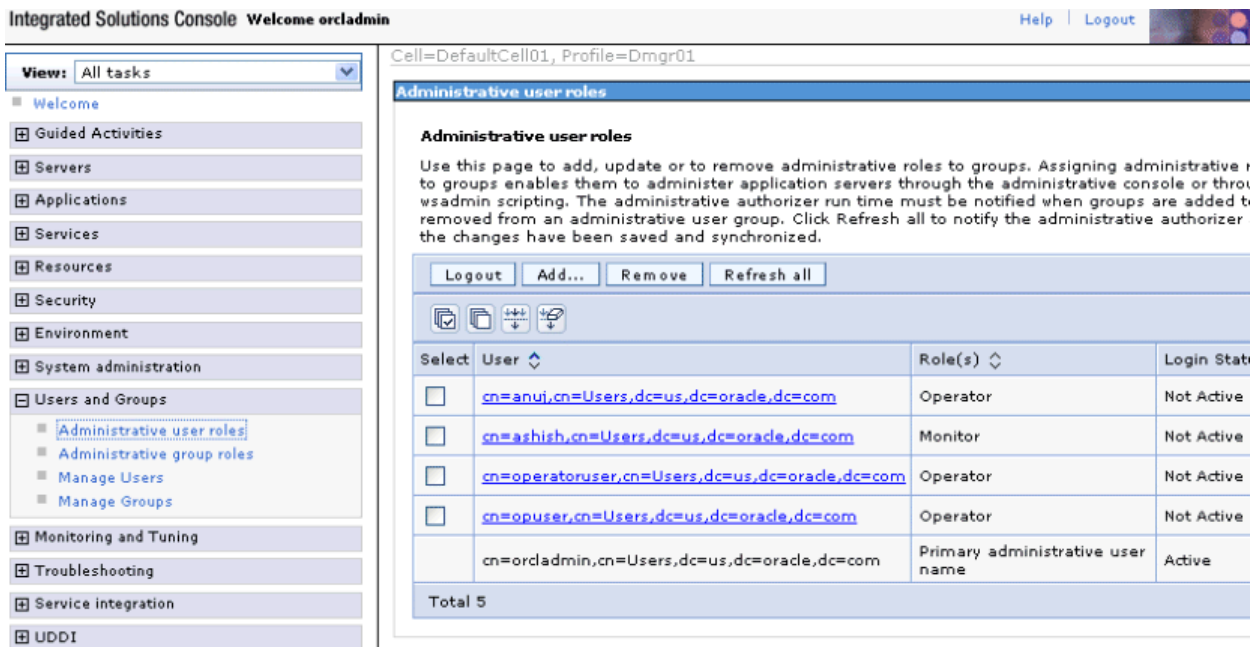 Integrated Solutions Console Welcome orcladmin
Help | Logout
View: All tasks
Welcome
Guided Activities
Servers
Applications
Services
Resources
Security
Environment
System administration
Users and Groups
Administrative user roles
Administrative group roles
Manage Users
Manage Groups
Monitoring and Tuning
Troubleshooting
Service integration
UDDI
Cell=DefaultCell01, Profile=Dmgr01
Administrative user roles
Administrative user roles
Use this page to add, update or to remove administrative roles to groups. Assigning administrative
to groups enables them to administer application servers through the administrative console or
wsadmin scripting. The administrative authorizer run time must be notified when groups are added
removed from an administrative user group. Click Refresh all to notify the administrative authorizer
the changes have been saved and synchronized.
Logout Add... Remove Refresh all
Select User Role(s) Login
cn=anuj,cn=Users,dc=us,dc=oracle,dc=com Operator Not Active
cn=ashish,cn=Users,dc=us,dc=oracle,dc=com Monitor Not Active
cn=operatoruser,cn=Users,dc=us,dc=oracle,dc=com Operator Not Active
cn=opuser,cn=Users,dc=us,dc=oracle,dc=com Operator Not Active
cn=orcladmin,cn=Users,dc=us,dc=oracle,dc=com Primary administrative user Active
name
Total 5